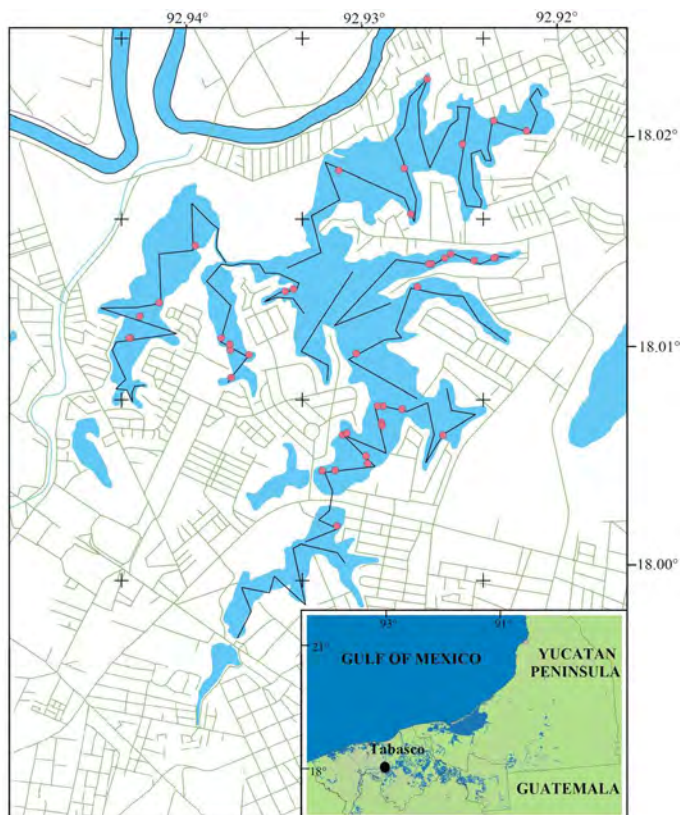 92.94°
92.93°
92.92°
18.02°
18.01°
18.00°
93°
91°
21°
GULF OF MEXICO
YUCATAN
PENINSULA
Tabasco
18°
GUATEMALA